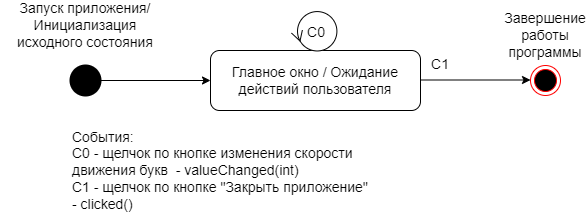 Запуск приложения/
Инициализация
исходного состояния
C0
Завершение
работы
программы
Главное окно / Ожидание
действий пользователя
C1
События:
C0 - щелчок по кнопке изменения скорости
движения букв - valueChanged(int)
C1 - щелчок по кнопке "Закрыть приложение"
- clicked()